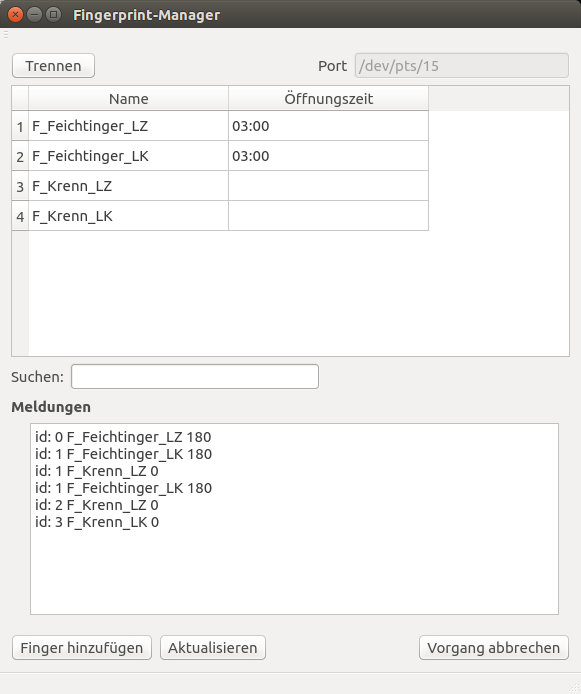 Fingerprint-Manager
Trennen Port /dev/pts/15
Name Öffnungszeit
1 F_Feichtinger_LZ 03:00
2 F_Feichtinger_LK 03:00
3 F_Krenn_LZ
4 F_Krenn_LK
Suchen:
Meldungen
id: 0 F_Feichtinger_LZ 180
id: 1 F_Feichtinger_LK 180
id: 1 F_Krenn_LZ 0
id: 1 F_Feichtinger_LK 180
id: 2 F_Krenn_LZ 0
id: 3 F_Krenn_LK 0
Finger hinzufügen Aktualisieren Vorgang abbrechen